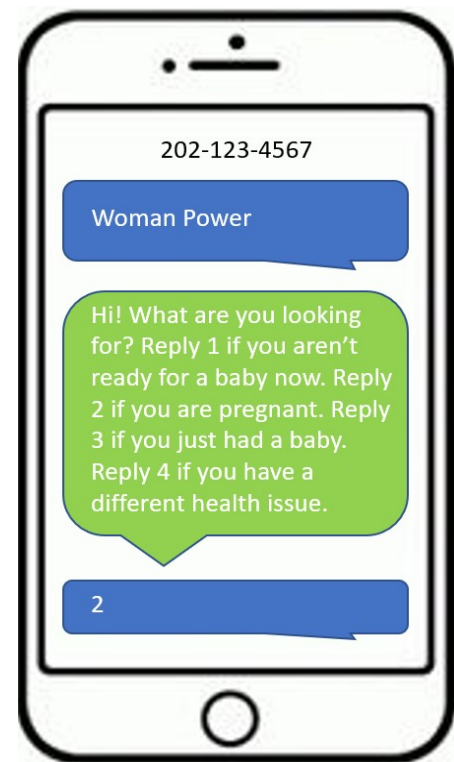 202-123-4567
Woman Power
Hi! What are you looking
for? Reply 1 if you aren’t
ready for a baby now. Reply
2 if you are pregnant. Reply
3 if you just had a baby.
Reply 4 if you have a
different health issue.
2